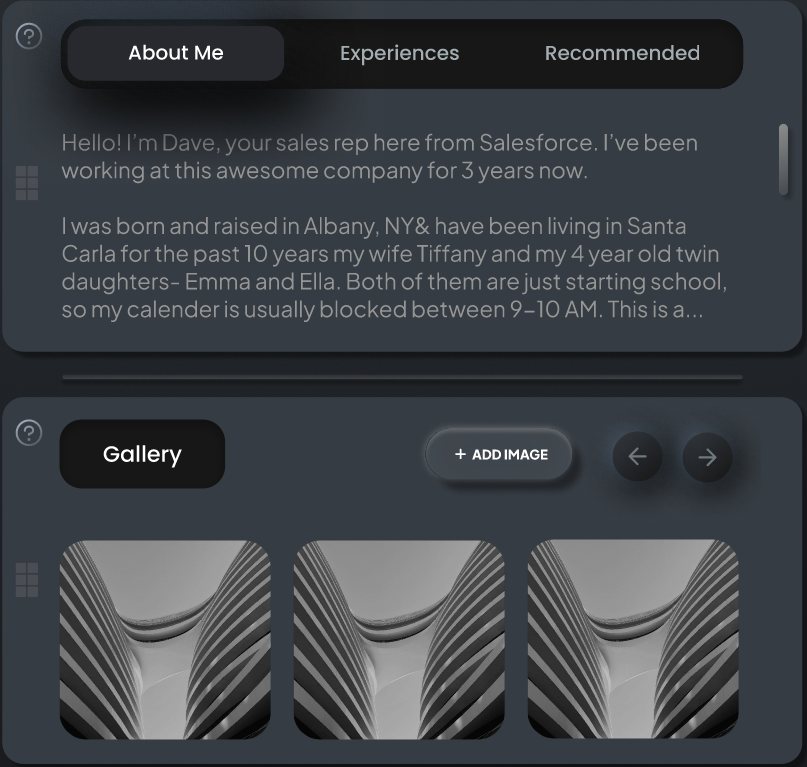 About Me Experiences Recommended
Hello! I’m Dave, your sales rep here from Salesforce. I’ve been
working at this awesome company for 3 years now.
I was born and raised in Albany, NY& have been living in Santa
Carla for the past 10 years my wife Tiffany and my 4 year old twin
daughters- Emma and Ella. Both of them are just starting school,
so my calender is usually blocked between 9-10 AM. This is a...
Gallery + ADD IMAGE